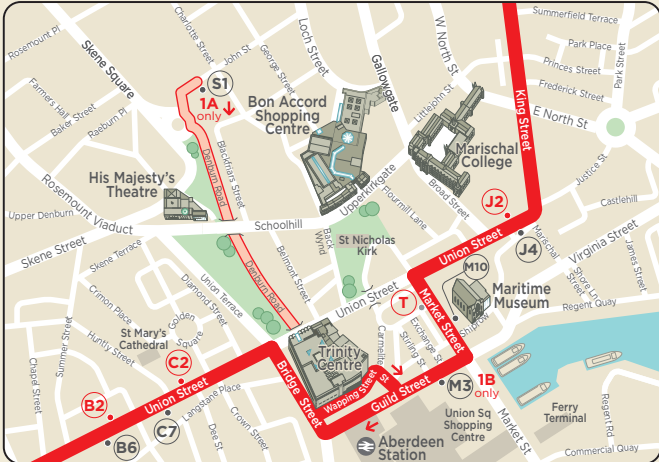 Rosemont Pl
Skene Square
Charlotte Street
John St
George Street
Loch Street
Gallowgate
W North St
Summerfield Terrace
Park Place
Princes Street
Frederick Street
Park Street
King Street
E North St
Littlejohn St
Farmers Hall
Baker Street
Raeburn Pl
S1
1A
only
Bon Accord
Shopping
Centre
Marischal
College
Broad Street
Justice St
Castlehill
Rosemount Viaduct
Upper Denburn
His Majesty's
Theatre
Denburn Road
Blackfriars Street
Schoolhill
Upperkirkgate
Flourmill Lane
J2
J4
Union Street
Marischal
Street
Virginia Street
James Street
Shore Ln
Regent Quay
Skene Street
Skene Terrace
Back
Wynd
St Nicholas
Kirk
Belmont Street
Denburn Road
Union Terrace
Diamond Street
Golden
Square
Crimon Place
Huntly Street
St Mary's
Cathedral
Summer Street
Chapel Street
Union Street
M10
Maritime
Museum
T
Market Street
Exchange St
Stirling St
Shiprow
Carmelite
St
Trinity
Centre
Wapping Street
Guild Street
Bridge Street
C2
B2
Union Street
C7
B6
Langstane Place
Dee St
Crown Street
M3
1B
only
Union Sq
Shopping
Centre
Market St
Ferry
Terminal
Regent Rd
Commercial Quay
Aberdeen
Station